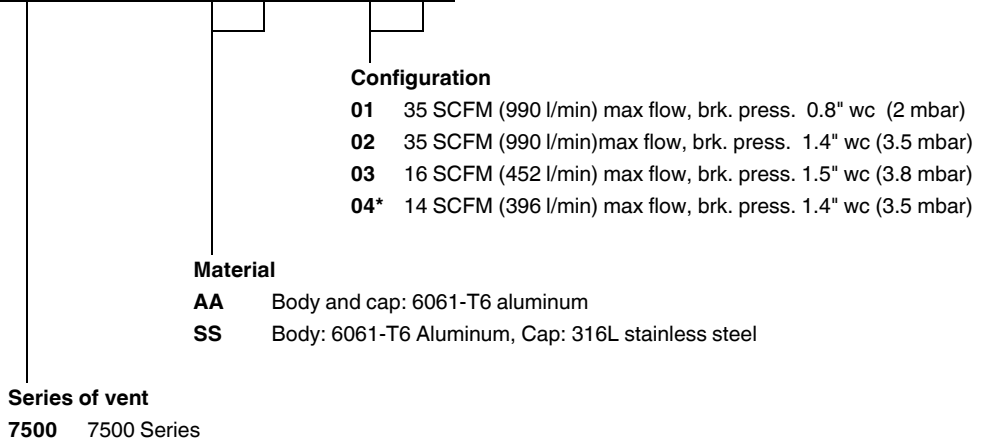 Configuration
01 35 SCFM (990 l/min) max flow, brk. press. 0.8" wc (2 mbar)
02 35 SCFM (990 l/min)max flow, brk. press. 1.4" wc (3.5 mbar)
03 16 SCFM (452 l/min) max flow, brk. press. 1.5" wc (3.8 mbar)
04* 14 SCFM (396 l/min) max flow, brk. press. 1.4" wc (3.5 mbar)
Material
AA Body and cap: 6061-T6 aluminum
SS Body: 6061-T6 Aluminum, Cap: 316L stainless steel
Series of vent
7500 7500 Series